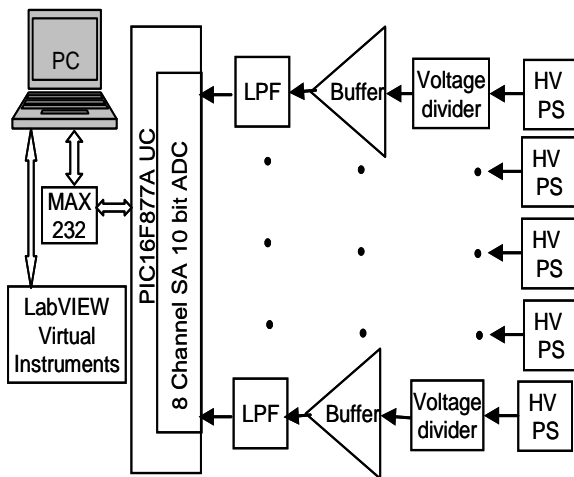 PC
MAX
232
LabVIEW
Virtual
Instruments
PIC16F877A UC
8 Channel SA 10 bit ADC
LPF
Buffer
Voltage
divider
HV
PS
HV
PS
HV
PS
HV
PS
LPF
Buffer
Voltage
divider
HV
PS